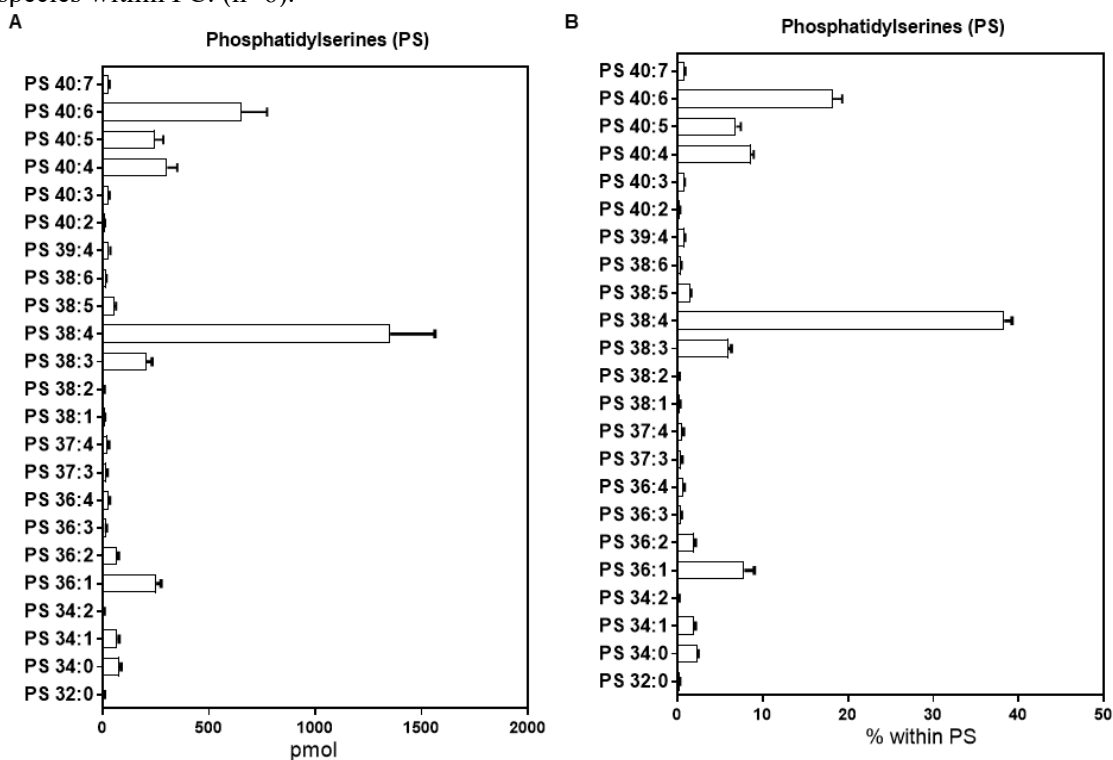 species within PC. (n=6).
A
Phosphatidylserines (PS)
PS 40:7
PS 40:6
PS 40:5
PS 40:4
PS 40:3
PS 40:2
PS 39:4
PS 38:6
PS 38:5
PS 38:4
PS 38:3
PS 38:2
PS 38:1
PS 37:4
PS 37:3
PS 36:4
PS 36:3
PS 36:2
PS 36:1
PS 34:2
PS 34:1
PS 34:0
PS 32:0
0 500 1000 1500 2000
pmol
B
Phosphatidylserines (PS)
PS 40:7
PS 40:6
PS 40:5
PS 40:4
PS 40:3
PS 40:2
PS 39:4
PS 38:6
PS 38:5
PS 38:4
PS 38:3
PS 38:2
PS 38:1
PS 37:4
PS 37:3
PS 36:4
PS 36:3
PS 36:2
PS 36:1
PS 34:2
PS 34:1
PS 34:0
PS 32:0
0 10 20 30 40 50
% within PS